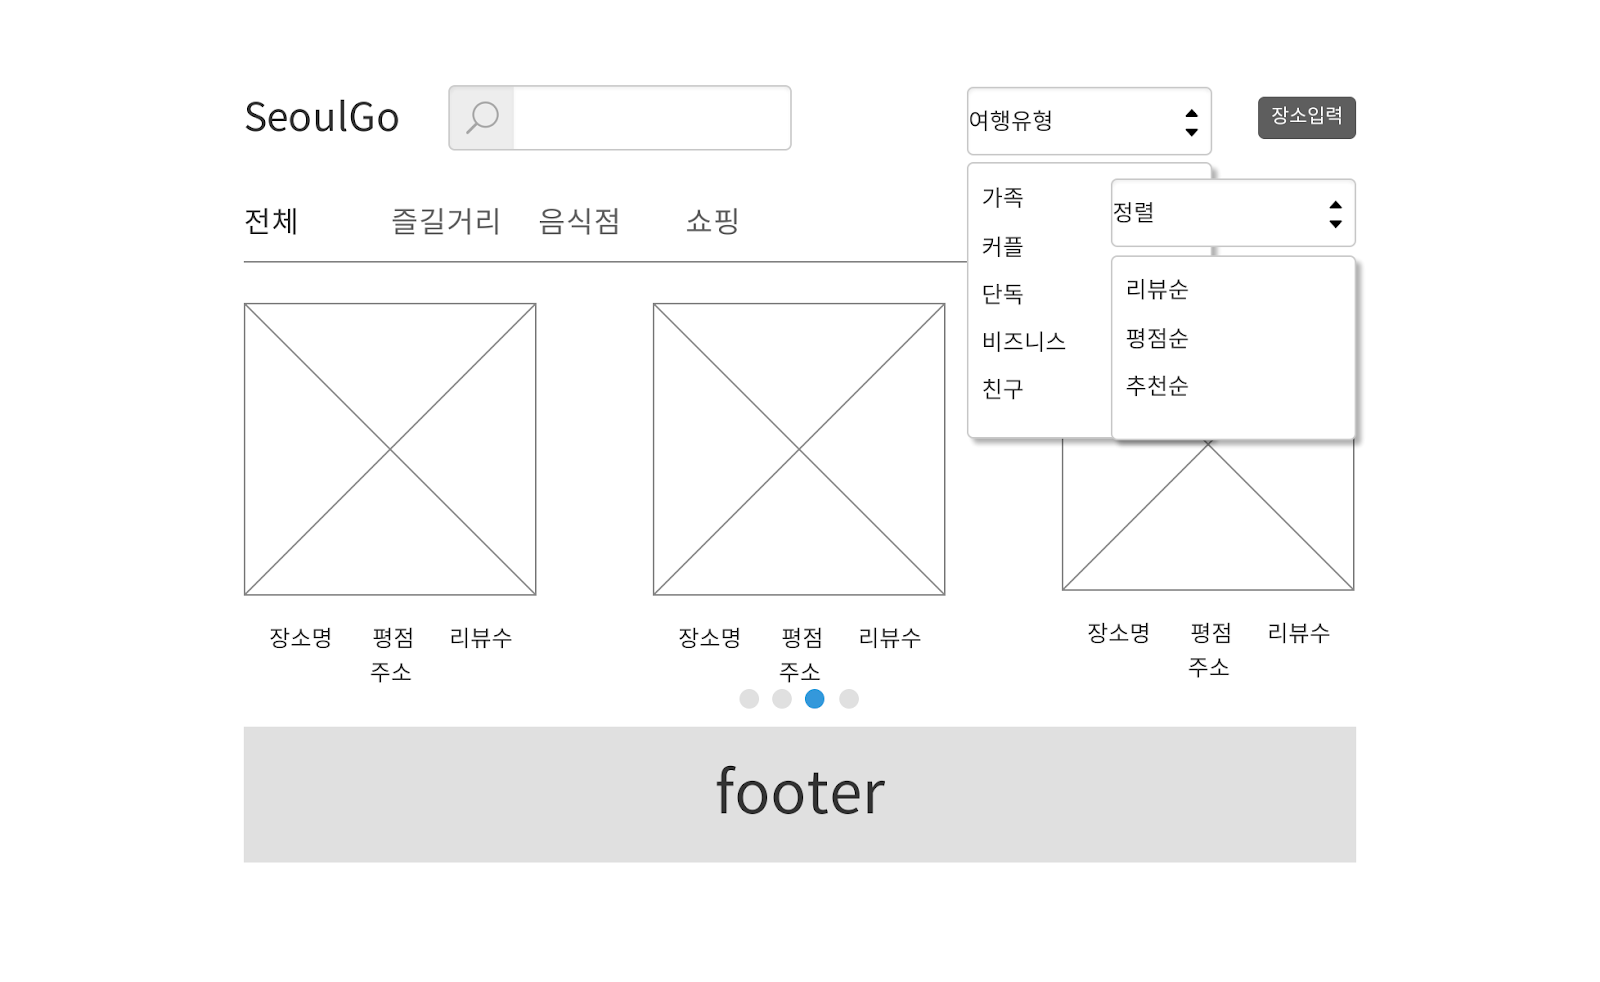 SeoulGo
여행유형
장소입력
전체 즐길거리 음식점 쇼핑
가족
커플
단독
비즈니스
친구
정렬
리뷰순
평점순
추천순
장소명 평점 리뷰수
주소
장소명 평점 리뷰수
주소
장소명 평점 리뷰수
주소
footer